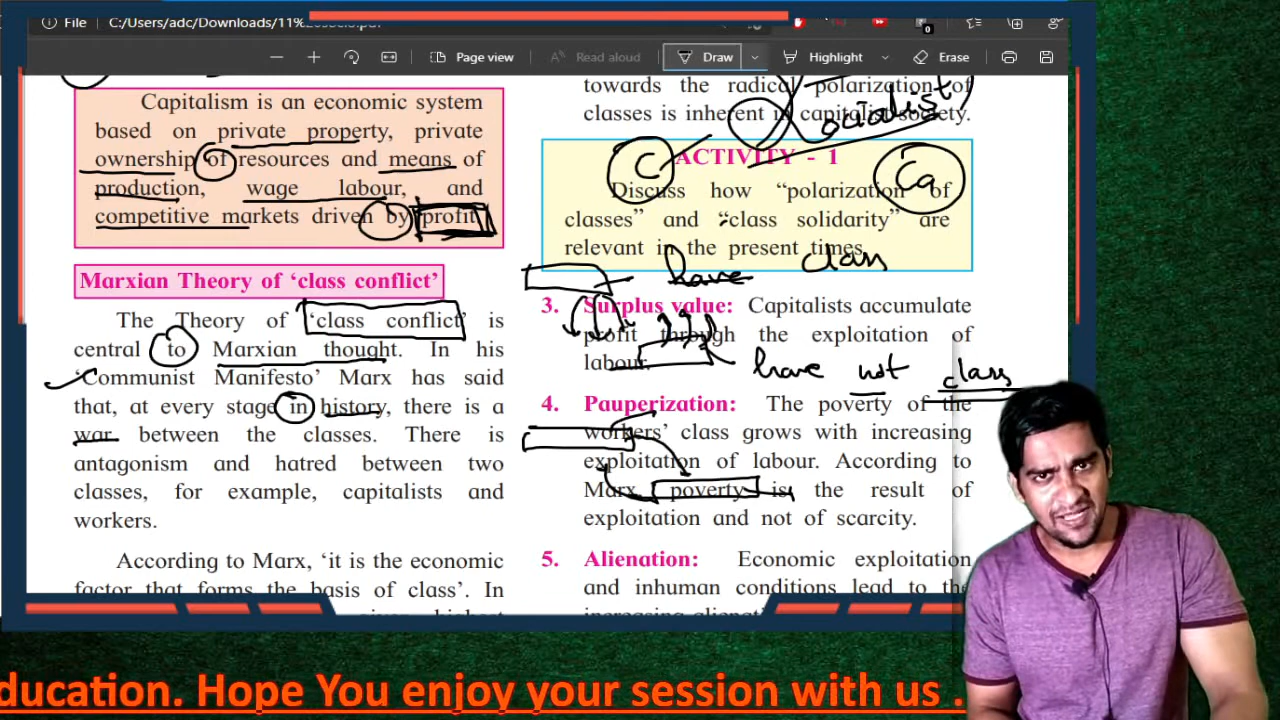 File C:/Users/adc/Downloads/11%
Page view
Read aloud
Draw
Highlight
Erase
0
Capitalism is an economic system
based on private property, private
ownership of resources and means of
production, wage labour, and
competitive markets driven by profit.
Marxian Theory of ‘class conflict’
The Theory of ‘class conflict’ is
central to Marxian thought. In his
‘Communist Manifesto’ Marx has said
that, at every stage in history, there is a
war between the classes. There is
antagonism and hatred between two
classes, for example, capitalists and
workers.
According to Marx, ‘it is the economic
factor that forms the basis of class’. In
towards the radical polarization of
classes is inherent in capitalist society.
ocialist
C
Ca
ACTIVITY - 1
Discuss how “polarization of
classes” and “class solidarity” are
relevant in the present times.
have class
3. Surplus value: Capitalists accumulate
profit through the exploitation of
labour.
have not class
4. Pauperization: The poverty of the
workers’ class grows with increasing
exploitation of labour. According to
Marx poverty is the result of
exploitation and not of scarcity.
5. Alienation: Economic exploitation
and inhuman conditions lead to the
ducation. Hope You enjoy your session with us .